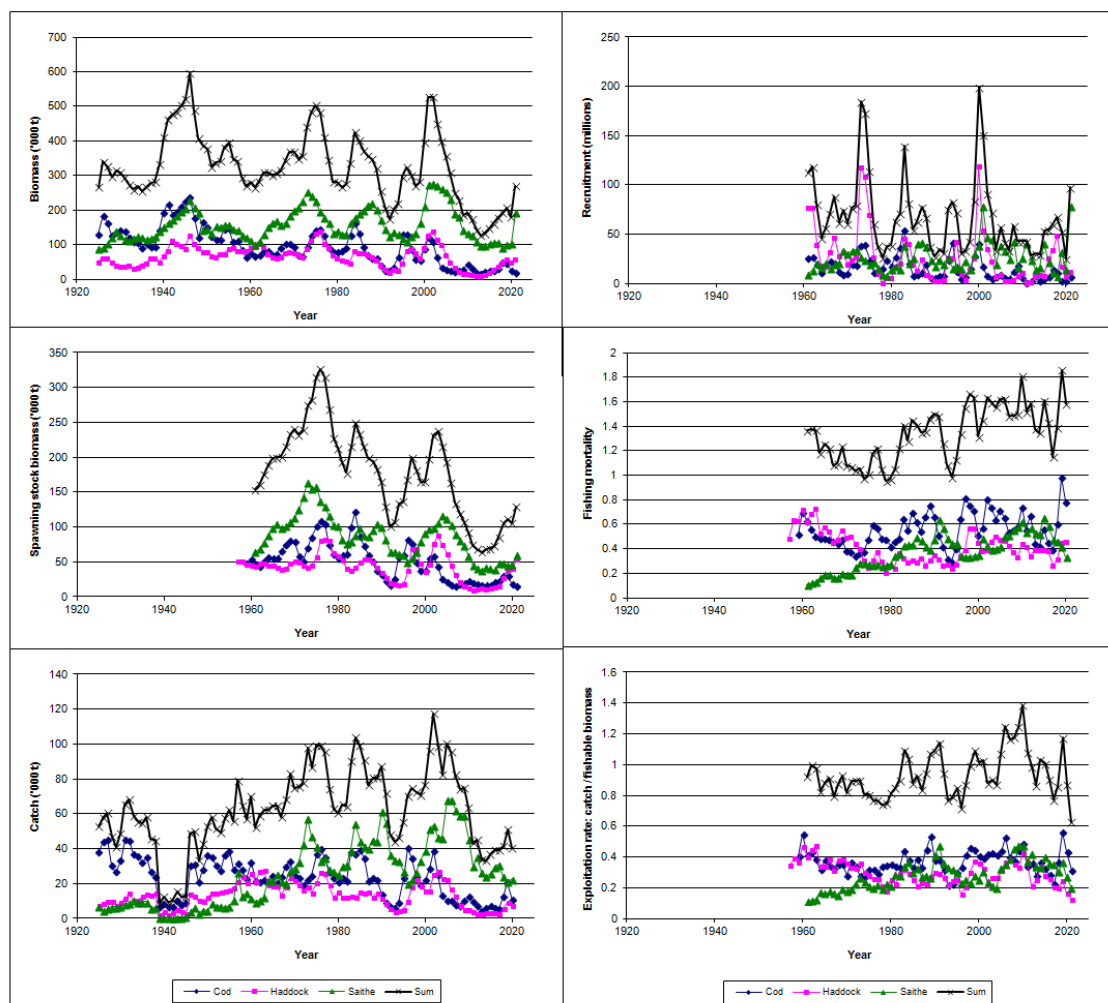 700
600
500
400
300
200
100
0
Biomass ('000 t)
1920 1940 1960 1980 2000 2020
Year
250
200
150
100
50
0
Recruitment (millions)
1920 1940 1960 1980 2000 2020
Year
350
300
250
200
150
100
50
0
Spawning stock biomass ('000 t)
1920 1940 1960 1980 2000 2020
Year
2
1.8
1.6
1.4
1.2
1
0.8
0.6
0.4
0.2
0
Fishing mortality
1920 1940 1960 1980 2000 2020
Year
140
120
100
80
60
40
20
0
Catch ('000 t)
1920 1940 1960 1980 2000 2020
Year
1.6
1.4
1.2
1
0.8
0.6
0.4
0.2
0
Exploitation rate: catch / fishable biomass
1920 1940 1960 1980 2000 2020
Year
Cod Haddock Saithe Sum
Cod Haddock Saithe Sum